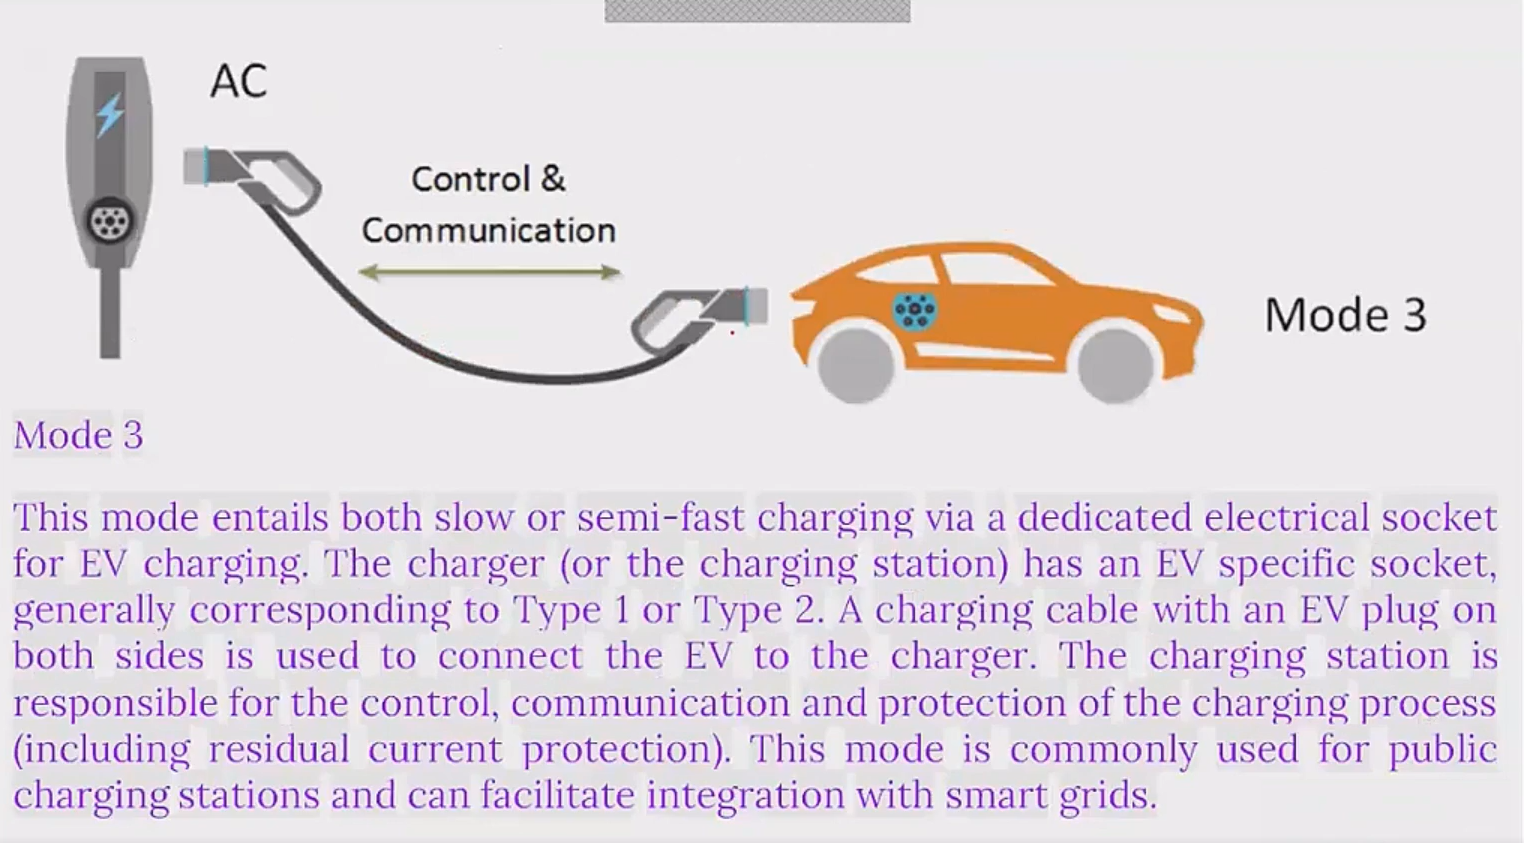 AC
Control &
Communication
Mode 3
Mode 3
This mode entails both slow or semi-fast charging via a dedicated electrical socket
for EV charging. The charger (or the charging station) has an EV specific socket,
generally corresponding to Type 1 or Type 2. A charging cable with an EV plug on
both sides is used to connect the EV to the charger. The charging station is
responsible for the control, communication and protection of the charging process
(including residual current protection). This mode is commonly used for public
charging stations and can facilitate integration with smart grids.